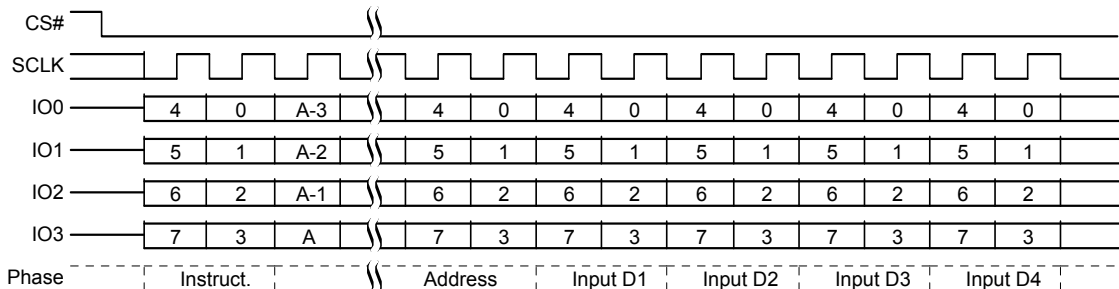 CS#
SCLK
IO0 4 0 A-3 4 0 4 0 4 0 4 0 4 0
IO1 5 1 A-2 5 1 5 1 5 1 5 1 5 1
IO2 6 2 A-1 6 2 6 2 6 2 6 2 6 2
IO3 7 3 A 7 3 7 3 7 3 7 3 7 3
Phase Instruct. Address Input D1 Input D2 Input D3 Input D4